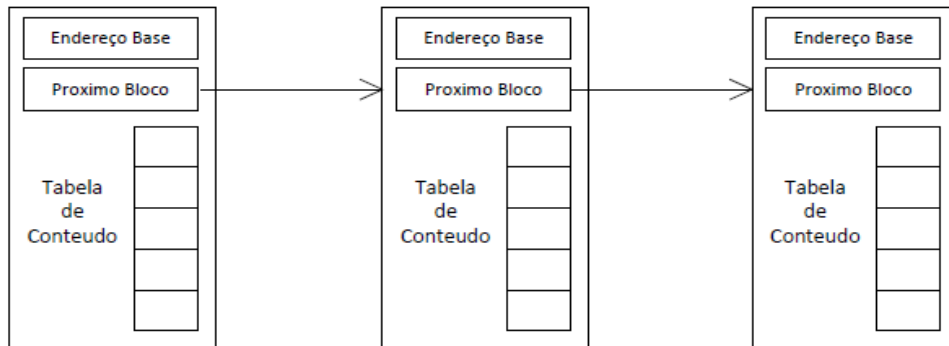 Endereço Base
Proximo Bloco
Tabela
de
Conteudo
Endereço Base
Proximo Bloco
Tabela
de
Conteudo
Endereço Base
Proximo Bloco
Tabela
de
Conteudo